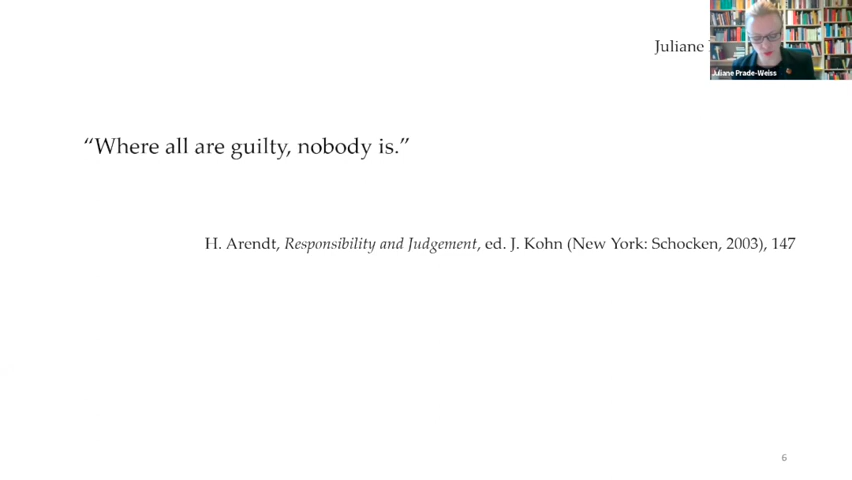 Juliane
Juliane Prade-Weiss
“Where all are guilty, nobody is.”
H. Arendt, Responsibility and Judgement, ed. J. Kohn (New York: Schocken, 2003), 147
6